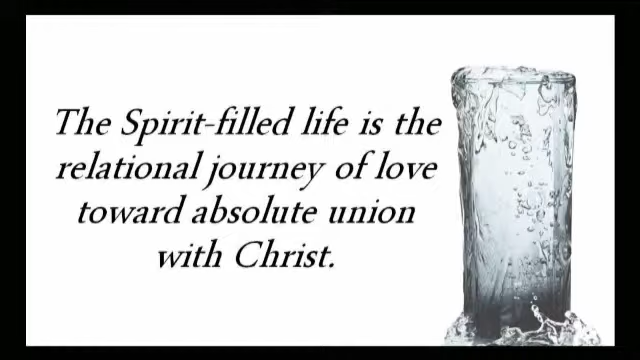 The Spirit-filled life is the
relational journey of love
toward absolute union
with Christ.